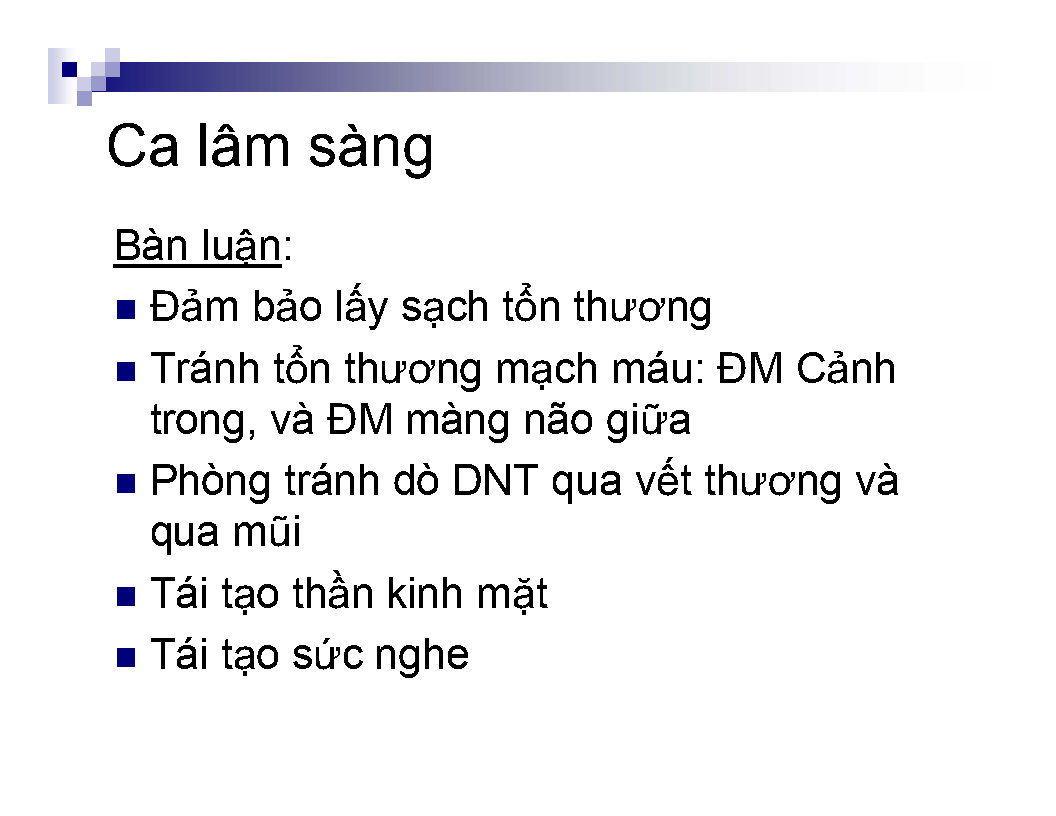 Ca lâm sàng
Bàn luận:
Đảm bảo lấy sạch tổn thương
Tránh tổn thương mạch máu: ĐM Cảnh
trong, và ĐM màng não giữa
Phòng tránh dò DNT qua vết thương và
qua mũi
Tái tạo thần kinh mặt
Tái tạo sức nghe